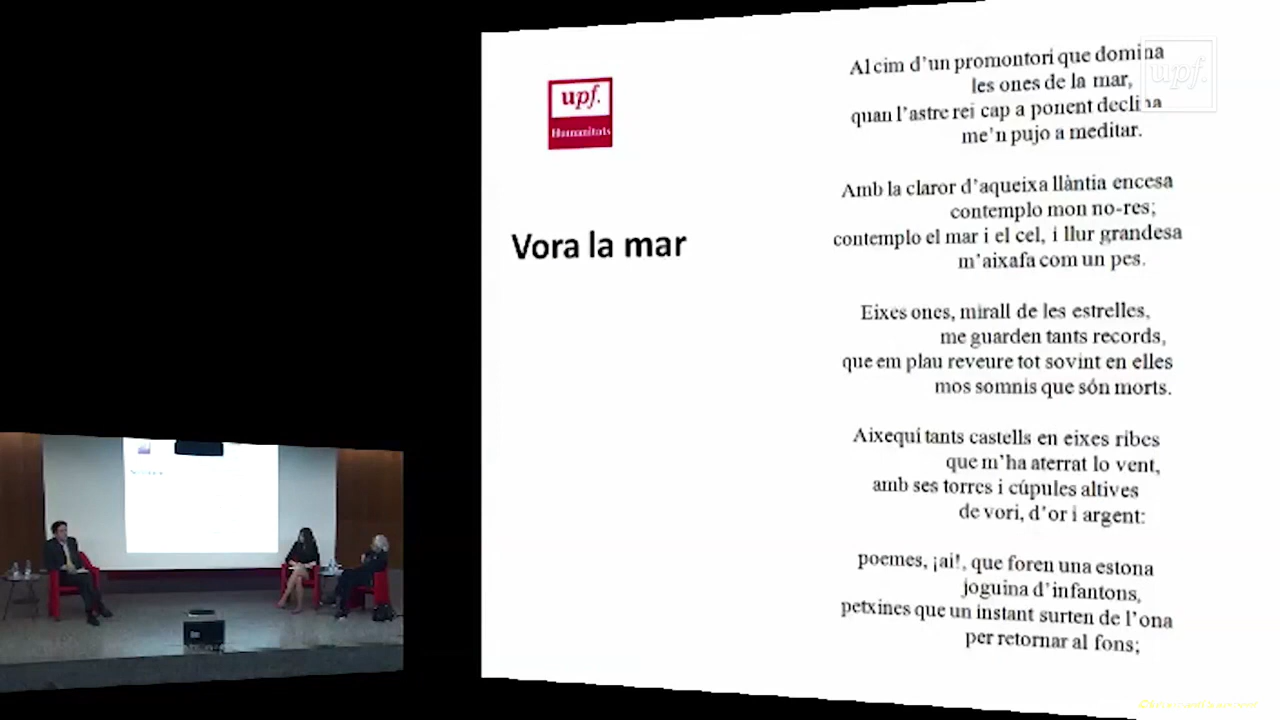 upf.
Humanitats
Vora la mar
Al cim d’un promontori que domina
les ones de la mar,
quan l’astre rei cap a ponent declina
me’n pujo a meditar.
Amb la claror d’aqueixa llàntia encesa
contemplo mon no-res;
contemplo el mar i el cel, i llur grandesa
m’aixafa com un pes.
Eixes ones, mirall de les estrelles,
me guarden tants records,
que em plau reveure tot sovint en elles
mos somnis que són morts.
Aixequí tants castells en eixes ribes
que m’ha aterrat lo vent,
amb ses torres i cúpules altives
de vori, d’or i argent:
poemes, ¡ai!, que foren una estona
joguina d’infantons,
petxines que un instant surten de l’ona
per retornar al fons;
upf.